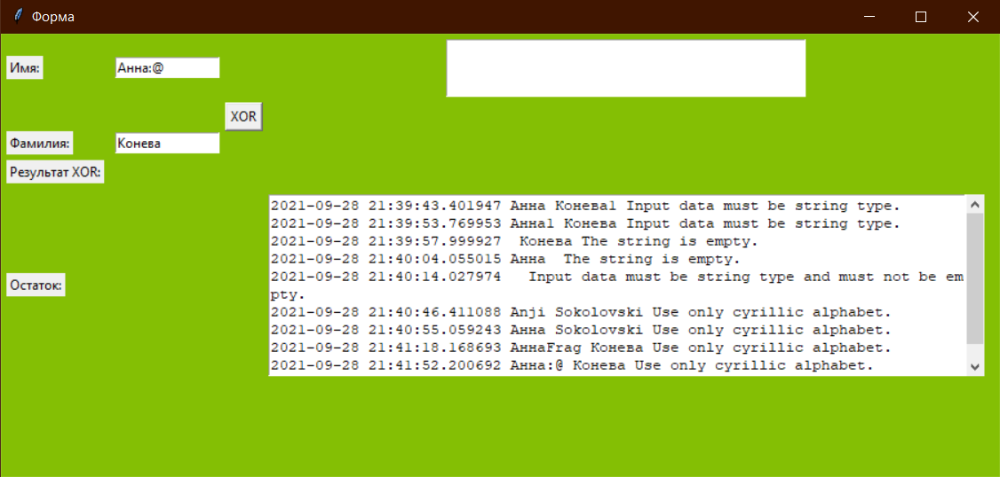 Форма
Имя:
Анна:@
XOR
Фамилия:
Конева
Результат XOR:
2021-09-28 21:39:43.401947 Анна Конева1 Input data must be string type.
2021-09-28 21:39:53.769953 Анна1 Конева Input data must be string type.
2021-09-28 21:39:57.999927  Конева The string is empty.
2021-09-28 21:40:04.055015 Анна  The string is empty.
2021-09-28 21:40:14.027974   Input data must be string type and must not be em
pty.
2021-09-28 21:40:46.411088 Anji Sokolovski Use only cyrillic alphabet.
2021-09-28 21:40:55.059243 Анна Sokolovski Use only cyrillic alphabet.
2021-09-28 21:41:18.168693 АннаFrag Конева Use only cyrillic alphabet.
2021-09-28 21:41:52.200692 Анна:@ Конева Use only cyrillic alphabet.
Остаток: